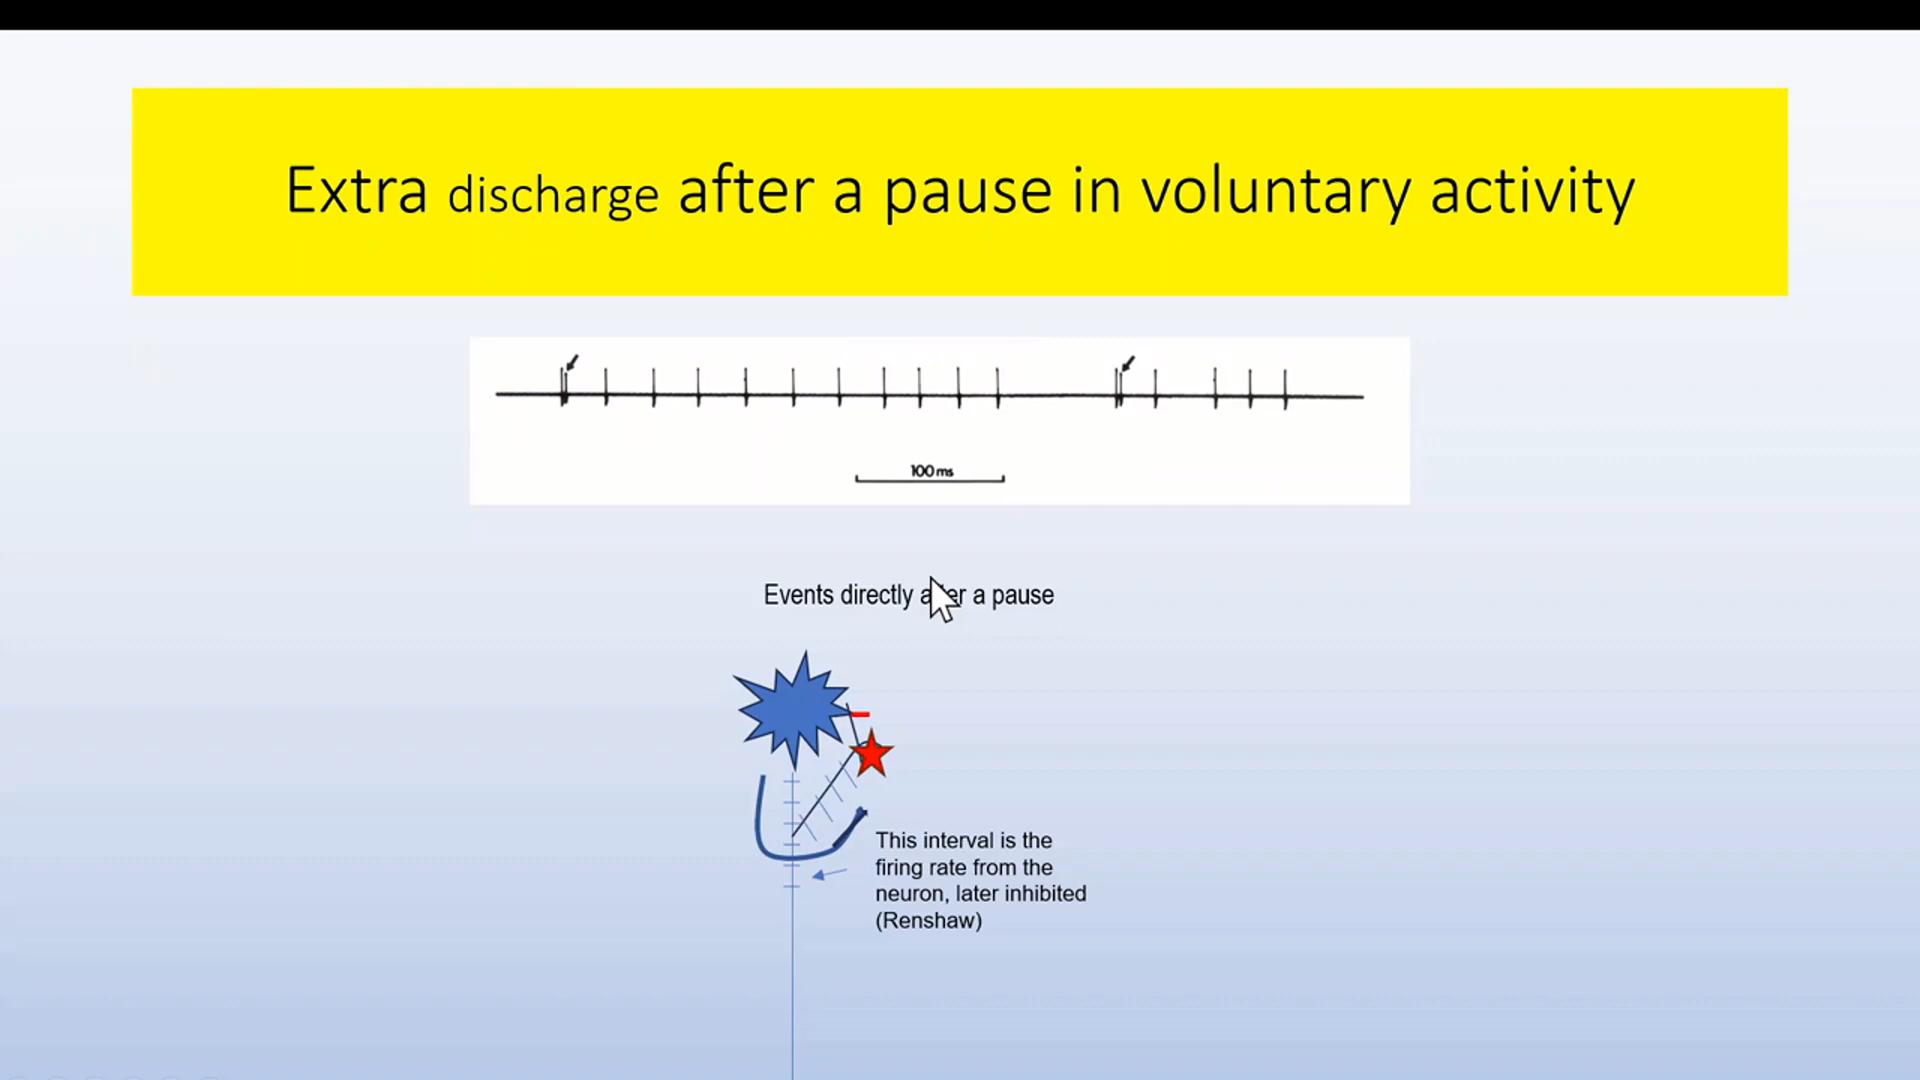 Extra discharge after a pause in voluntary activity
100 ms
Events directly after a pause
This interval is the
firing rate from the
neuron, later inhibited
(Renshaw)